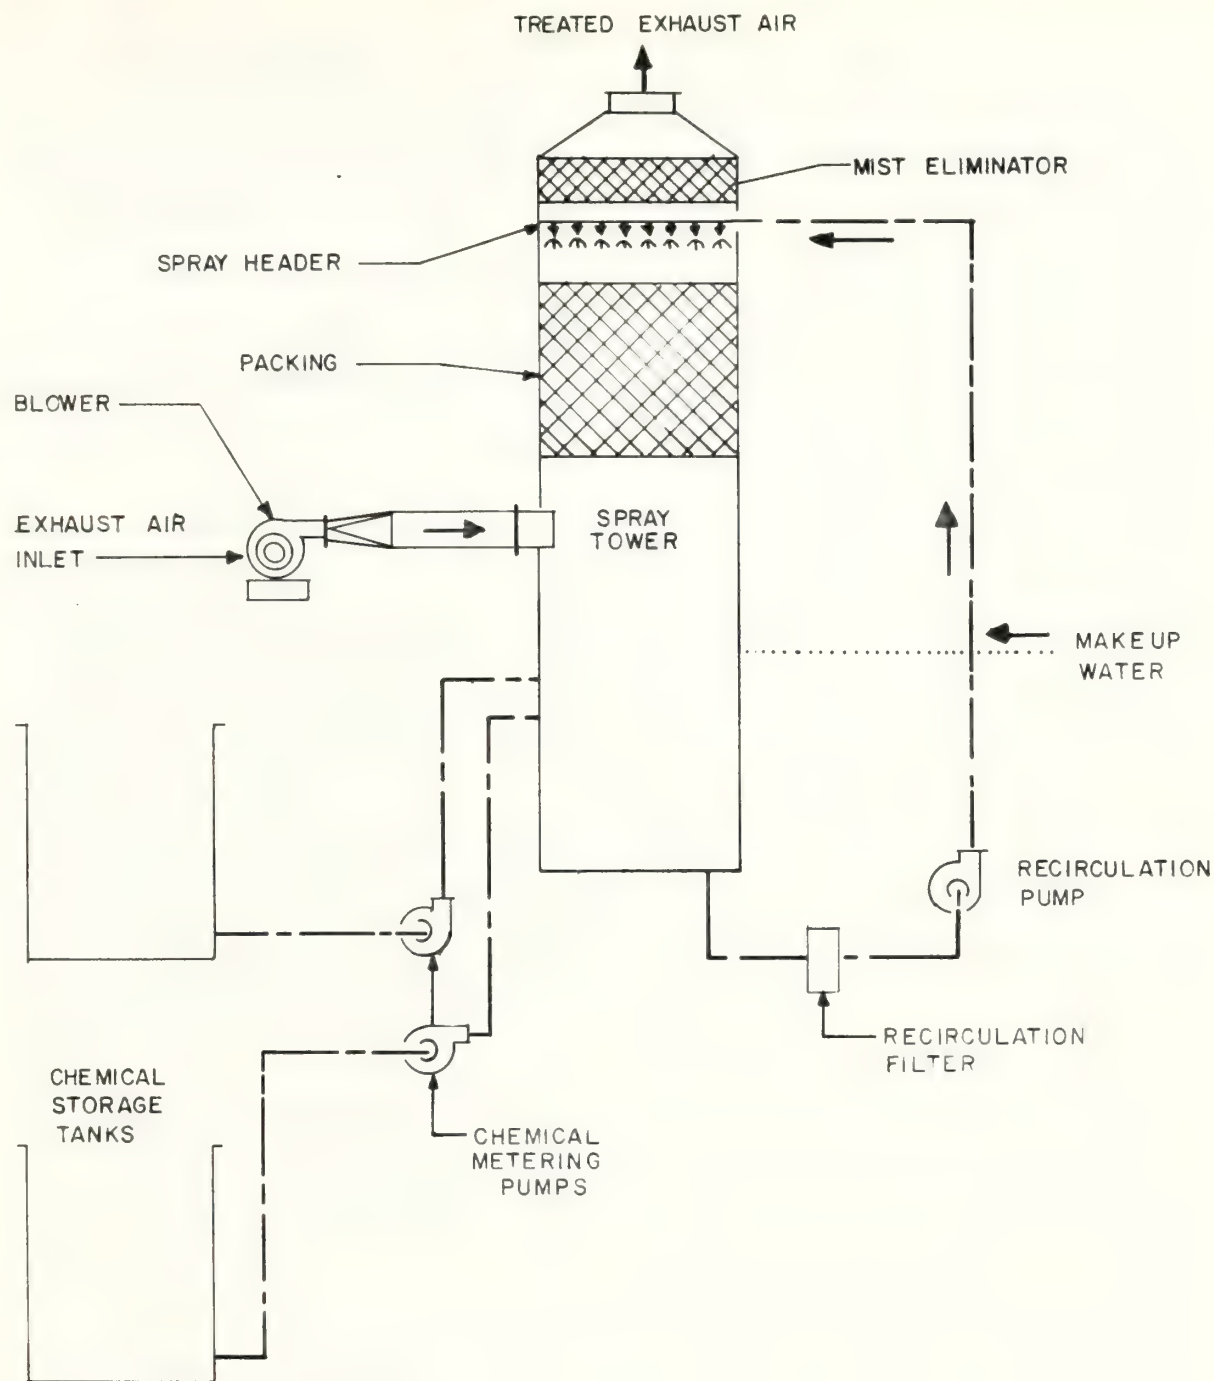 TREATED EXHAUST AIR
MIST ELIMINATOR
SPRAY HEADER
PACKING
BLOWER
EXHAUST AIR
INLET
SPRAY
TOWER
MAKEUP
WATER
RECIRCULATION
PUMP
RECIRCULATION
FILTER
CHEMICAL
STORAGE
TANKS
CHEMICAL
METERING
PUMPS